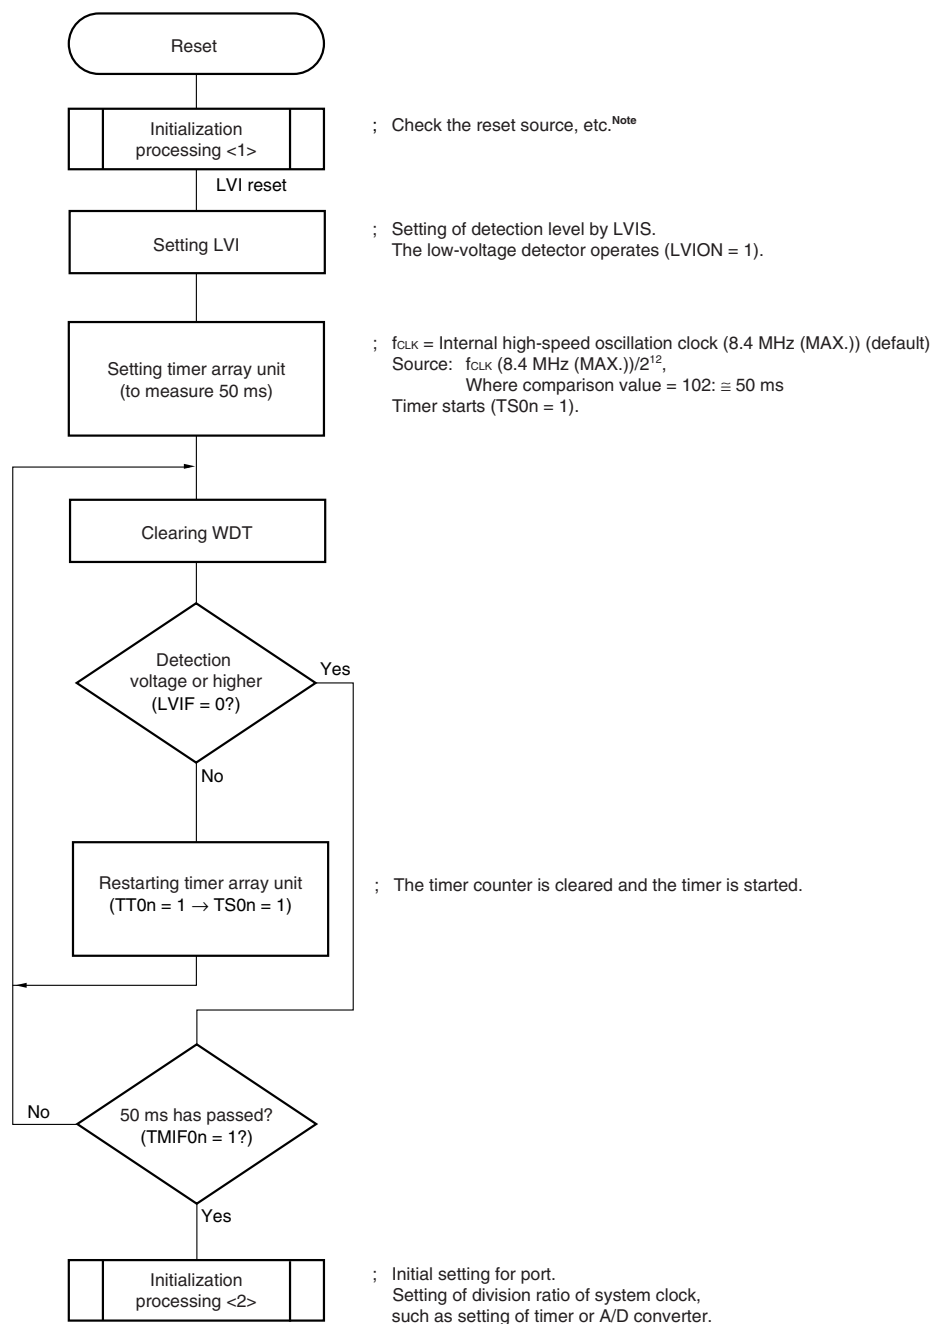 Reset
Initialization
processing <1>
; Check the reset source, etc.Note
LVI reset
Setting LVI
; Setting of detection level by LVIS.
The low-voltage detector operates (LVION = 1).
Setting timer array unit
(to measure 50 ms)
; fCLK = Internal high-speed oscillation clock (8.4 MHz (MAX.)) (default)
Source: fCLK (8.4 MHz (MAX.))/2¹²,
Where comparison value = 102: ≅ 50 ms
Timer starts (TS0n = 1).
Clearing WDT
Detection
voltage or higher
(LVIF = 0?)
Yes
No
Restarting timer array unit
(TT0n = 1 → TS0n = 1)
; The timer counter is cleared and the timer is started.
50 ms has passed?
(TMIF0n = 1?)
No
Yes
Initialization
processing <2>
; Initial setting for port.
Setting of division ratio of system clock,
such as setting of timer or A/D converter.